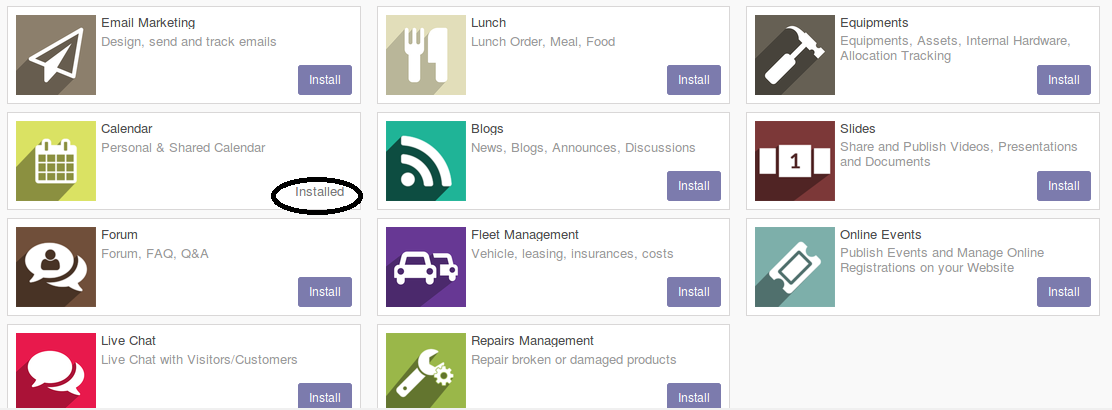 Email Marketing
Design, send and track emails
Install
Lunch
Lunch Order, Meal, Food
Install
Equipments
Equipments, Assets, Internal Hardware,
Allocation Tracking
Install
Calendar
Personal & Shared Calendar
Installed
Blogs
News, Blogs, Announces, Discussions
Install
1
Slides
Share and Publish Videos, Presentations
and Documents
Install
Forum
Forum, FAQ, Q&A
Install
Fleet Management
Vehicle, leasing, insurances, costs
Install
Online Events
Publish Events and Manage Online
Registrations on your Website
Install
Live Chat
Live Chat with Visitors/Customers
Install
Repairs Management
Repair broken or damaged products
Install